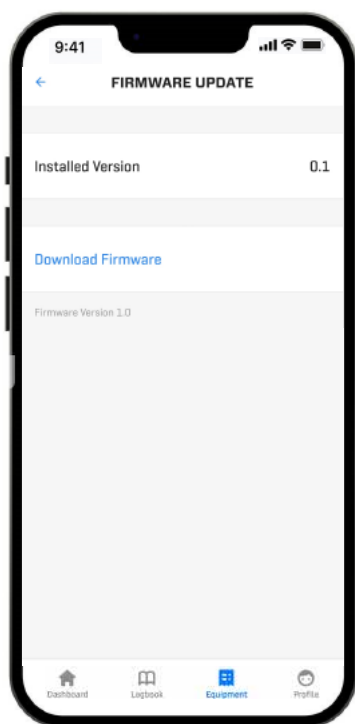 9:41
FIRMWARE UPDATE
Installed Version 0.1
Download Firmware
Firmware Version 1.0
Dashboard Logbook Equipment Profile